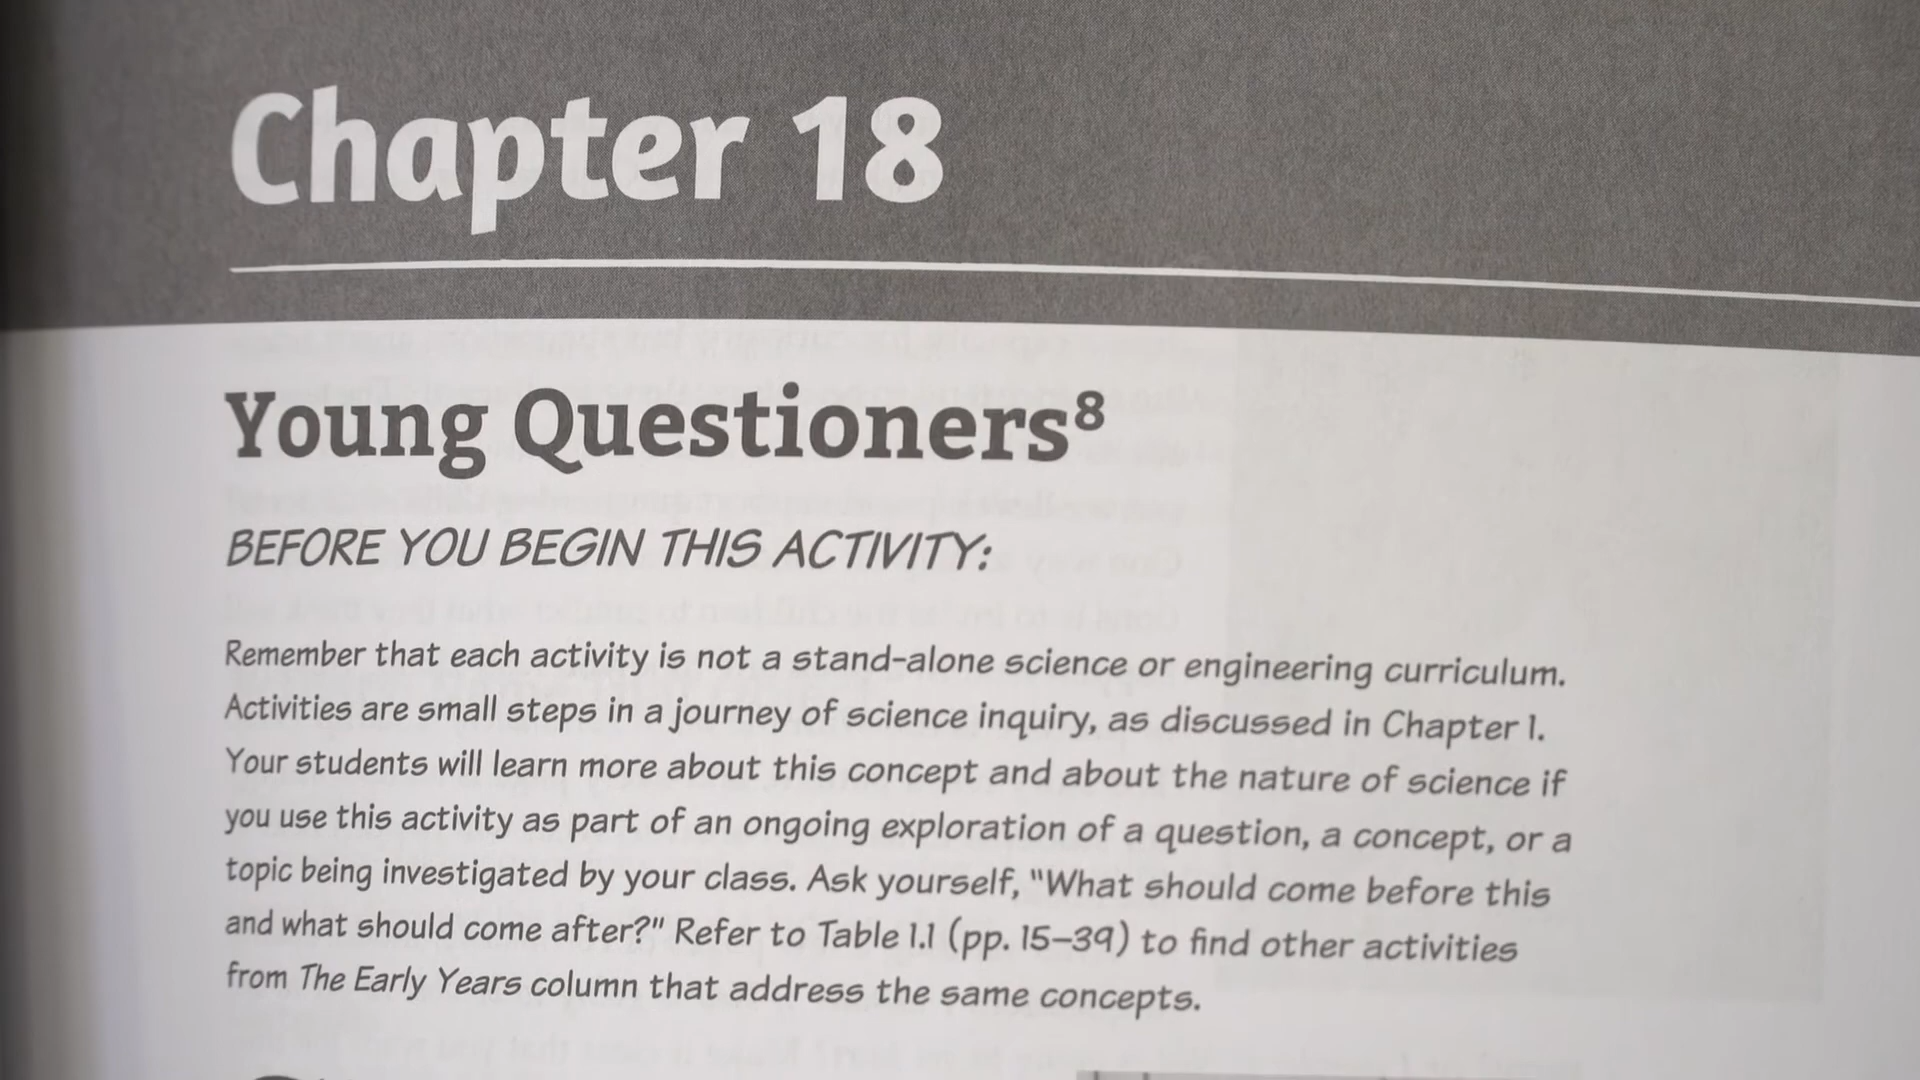 Chapter 18
Young Questioners⁸
BEFORE YOU BEGIN THIS ACTIVITY:
Remember that each activity is not a stand-alone science or engineering curriculum.
Activities are small steps in a journey of science inquiry, as discussed in Chapter 1.
Your students will learn more about this concept and about the nature of science if
you use this activity as part of an ongoing exploration of a question, a concept, or a
topic being investigated by your class. Ask yourself, "What should come before this
and what should come after?" Refer to Table 1.1 (pp. 15–39) to find other activities
from The Early Years column that address the same concepts.